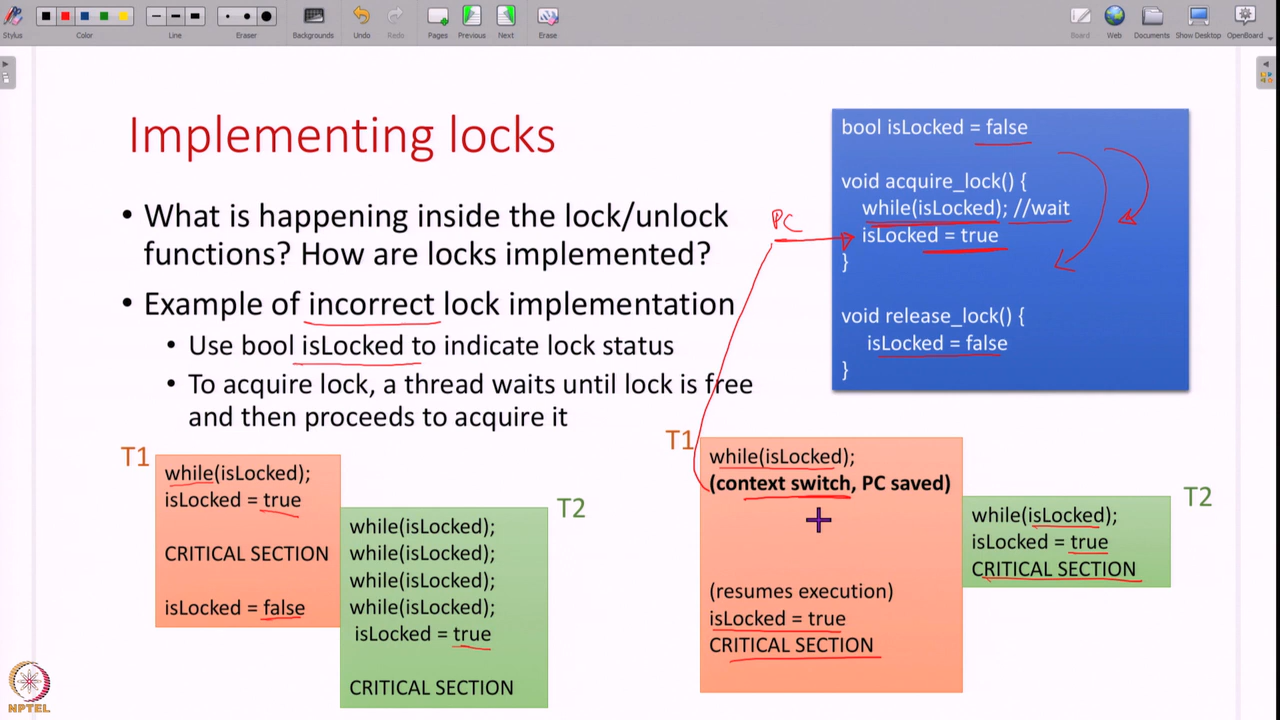 Stylus
Color
Line
Eraser
Backgrounds
Undo
Redo
Pages
Previous
Next
Erase
Board
Web
Documents
Show Desktop
OpenBoard
Implementing locks
• What is happening inside the lock/unlock
functions? How are locks implemented?
• Example of incorrect lock implementation
• Use bool isLocked to indicate lock status
• To acquire lock, a thread waits until lock is free
and then proceeds to acquire it
bool isLocked = false
void acquire_lock() {
while(isLocked); //wait
isLocked = true
}
void release_lock() {
isLocked = false
}
PC
T1
while(isLocked);
isLocked = true
CRITICAL SECTION
isLocked = false
T2
while(isLocked);
while(isLocked);
while(isLocked);
while(isLocked);
isLocked = true
CRITICAL SECTION
T1
while(isLocked);
(context switch, PC saved)
(resumes execution)
isLocked = true
CRITICAL SECTION
T2
while(isLocked);
isLocked = true
CRITICAL SECTION
NPTEL